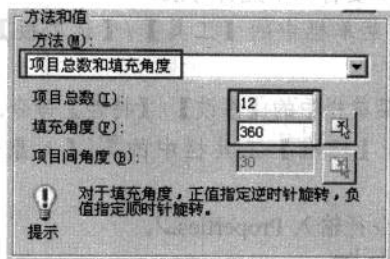 方法和值
方法(M):
项目总数和填充角度
项目总数(I): 12
填充角度(F): 360
项目间角度(B): 30
对于填充角度，正值指定逆时针旋转，负
值指定顺时针旋转。
提示